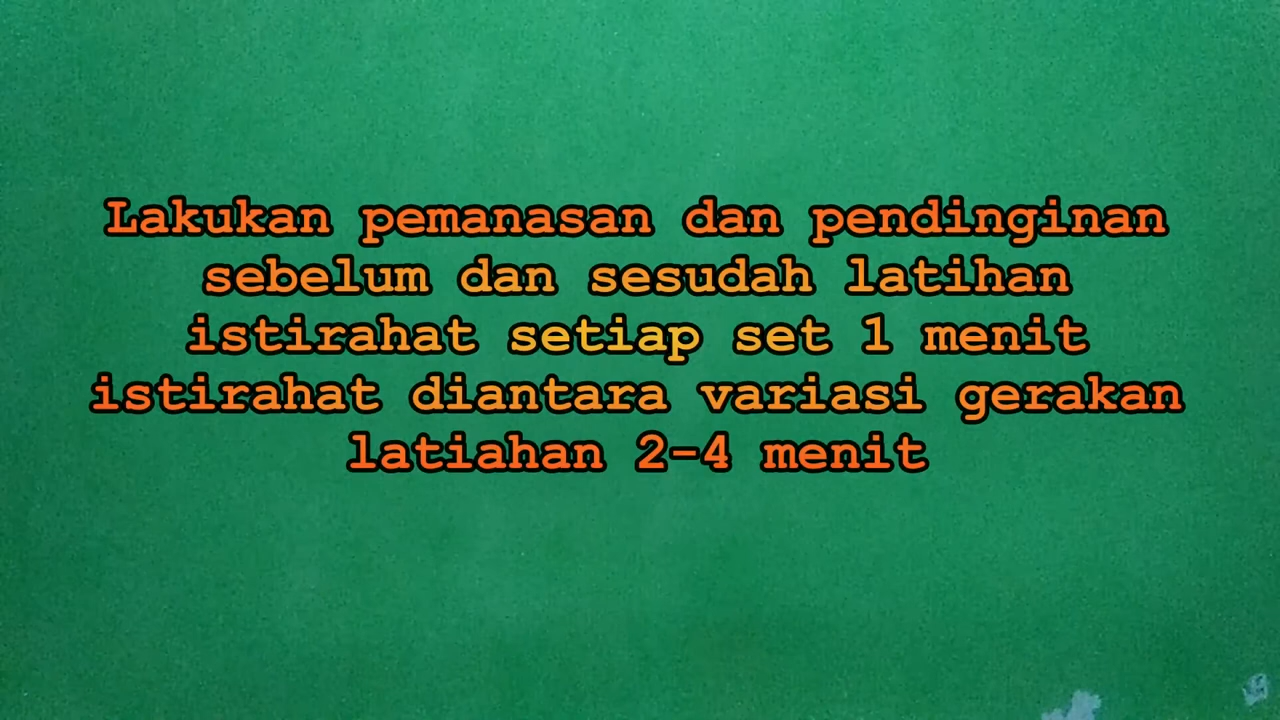 Lakukan pemanasan dan pendinginan
sebelum dan sesudah latihan
istirahat setiap set 1 menit
istirahat diantara variasi gerakan
latiahan 2-4 menit